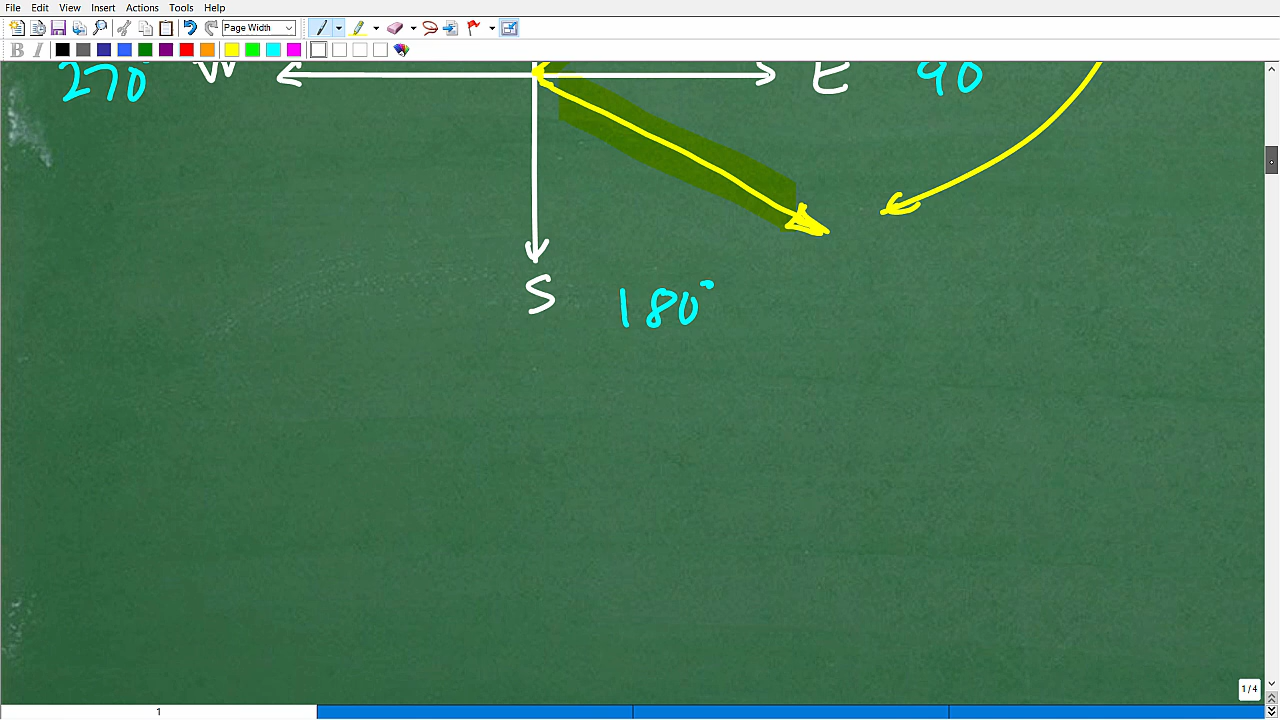 File Edit View Insert Actions Tools Help
Page Width
B I
270° W E 90
S 180°
1 / 4
1